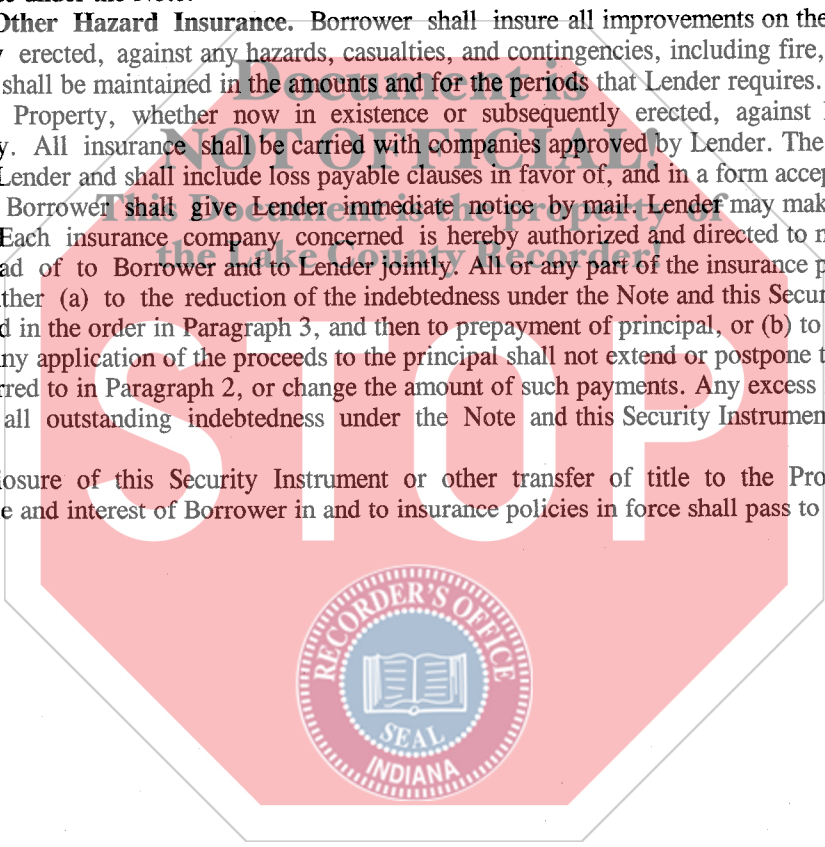 Other Hazard Insurance. Borrower shall insure all improvements on the
erected, against any hazards, casualties, and contingencies, including fire,
shall be maintained in the amounts and for the periods that Lender requires.
Property, whether now in existence or subsequently erected, against
y. All insurance shall be carried with companies approved by Lender. The
Lender and shall include loss payable clauses in favor of, and in a form accep
Borrower shall give Lender immediate notice by mail. Lender may mak
Each insurance company concerned is hereby authorized and directed to m
ad of to Borrower and to Lender jointly. All or any part of the insurance p
ther (a) to the reduction of the indebtedness under the Note and this Secur
d in the order in Paragraph 3, and then to prepayment of principal, or (b) to
ny application of the proceeds to the principal shall not extend or postpone t
rred to in Paragraph 2, or change the amount of such payments. Any excess
all outstanding indebtedness under the Note and this Security Instrumen
losure of this Security Instrument or other transfer of title to the Pro
e and interest of Borrower in and to insurance policies in force shall pass to
Document is
NOT OFFICIAL!
This Document is the property of
the Lake County Recorder!
STOP
RECORDER'S OFFICE
SEAL
INDIANA